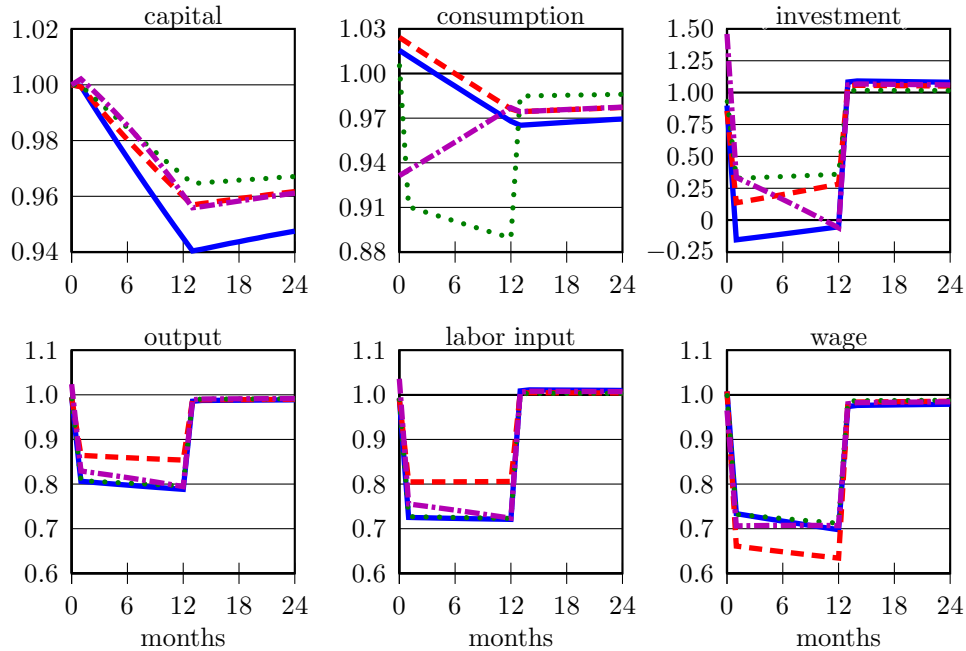 capital
1.02
1.00
0.98
0.96
0.94
0 6 12 18 24
consumption
1.03
1.00
0.97
0.94
0.91
0.88
0 6 12 18 24
investment
1.50
1.25
1.00
0.75
0.50
0.25
0
−0.25
0 6 12 18 24
output
1.1
1.0
0.9
0.8
0.7
0.6
0 6 12 18 24
months
labor input
1.1
1.0
0.9
0.8
0.7
0.6
0 6 12 18 24
months
wage
1.1
1.0
0.9
0.8
0.7
0.6
0 6 12 18 24
months